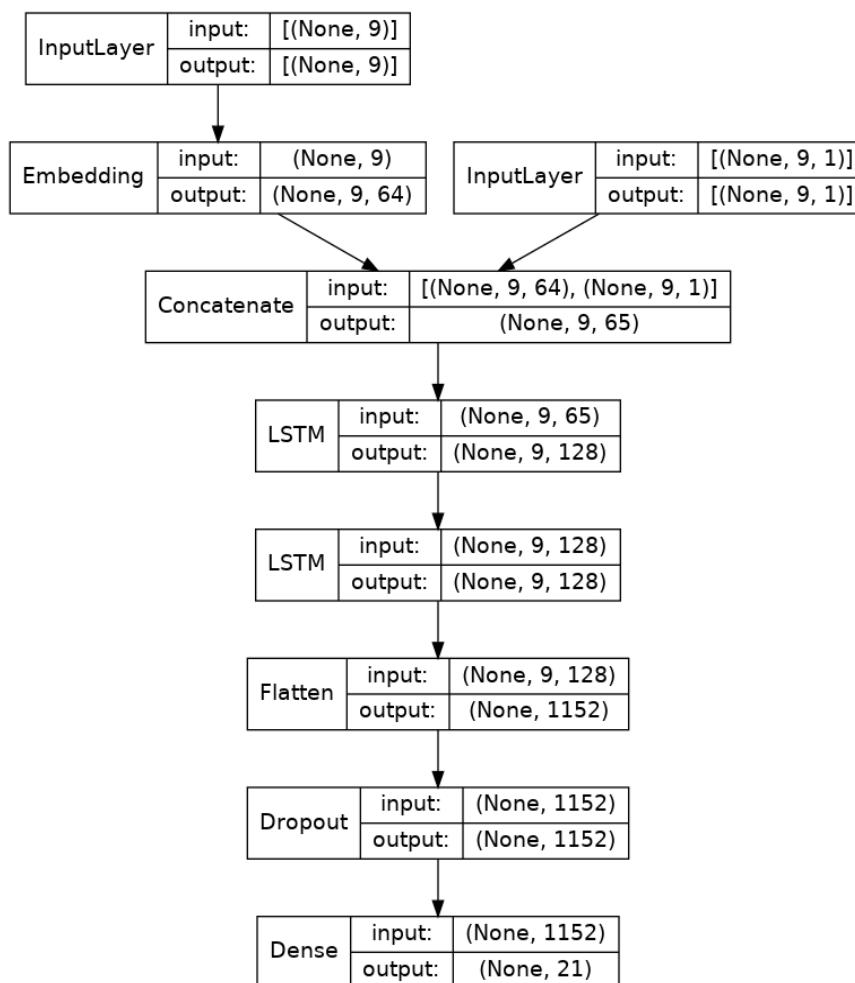 InputLayer input: [(None, 9)]
output: [(None, 9)]
Embedding input: (None, 9)
output: (None, 9, 64)
InputLayer input: [(None, 9, 1)]
output: [(None, 9, 1)]
Concatenate input: [(None, 9, 64), (None, 9, 1)]
output: (None, 9, 65)
LSTM input: (None, 9, 65)
output: (None, 9, 128)
LSTM input: (None, 9, 128)
output: (None, 9, 128)
Flatten input: (None, 9, 128)
output: (None, 1152)
Dropout input: (None, 1152)
output: (None, 1152)
Dense input: (None, 1152)
output: (None, 21)